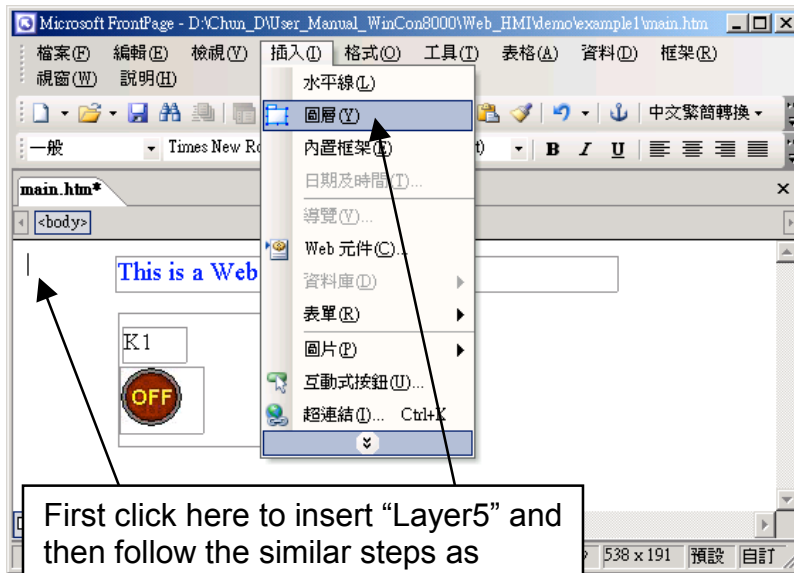 Microsoft FrontPage - D:\Chun_D\User_Manual_WinCon8000\Web_HMI\demo\example1\main.htm
檔案(F) 編輯(E) 檢視(V) 插入(I) 格式(O) 工具(T) 表格(A) 資料(D) 框架(R)
視窗(W) 說明(H)
中文繁簡轉換
一般 Times New B I U
main.htm*
<body>
水平線(L)
圖層(Y)
內置框架(E)
日期及時間(T)...
導覽(V)...
Web 元件(C)...
資料庫(D)
表單(R)
圖片(P)
互動式按鈕(U)...
超連結(I)... Ctrl+K
This is a Web
K1
OFF
First click here to insert “Layer5” and
then follow the similar steps as
538 x 191 預設 自訂